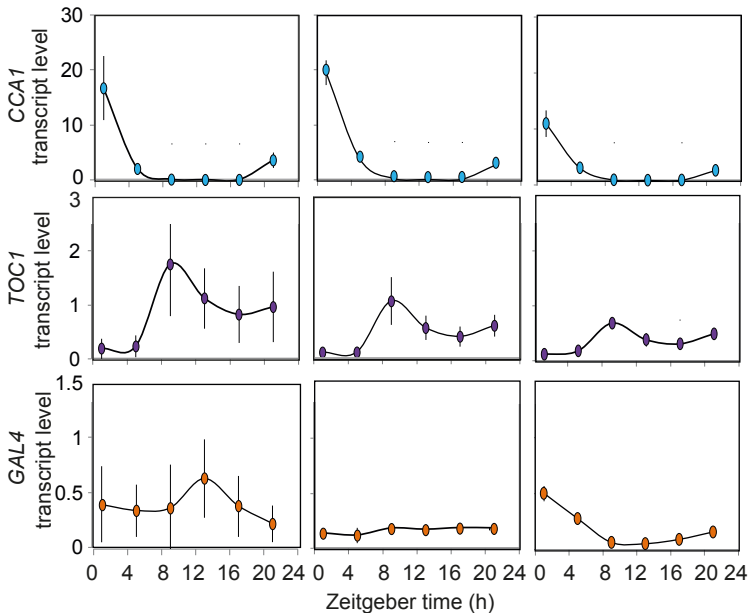 30
20
10
0
CCA1
transcript level
3
2
1
0
TOC1
transcript level
1.5
1
0.5
0
GAL4
transcript level
0 4 8 12 16 20 24 0 4 8 12 16 20 24 0 4 8 12 16 20 24
Zeitgeber time (h)